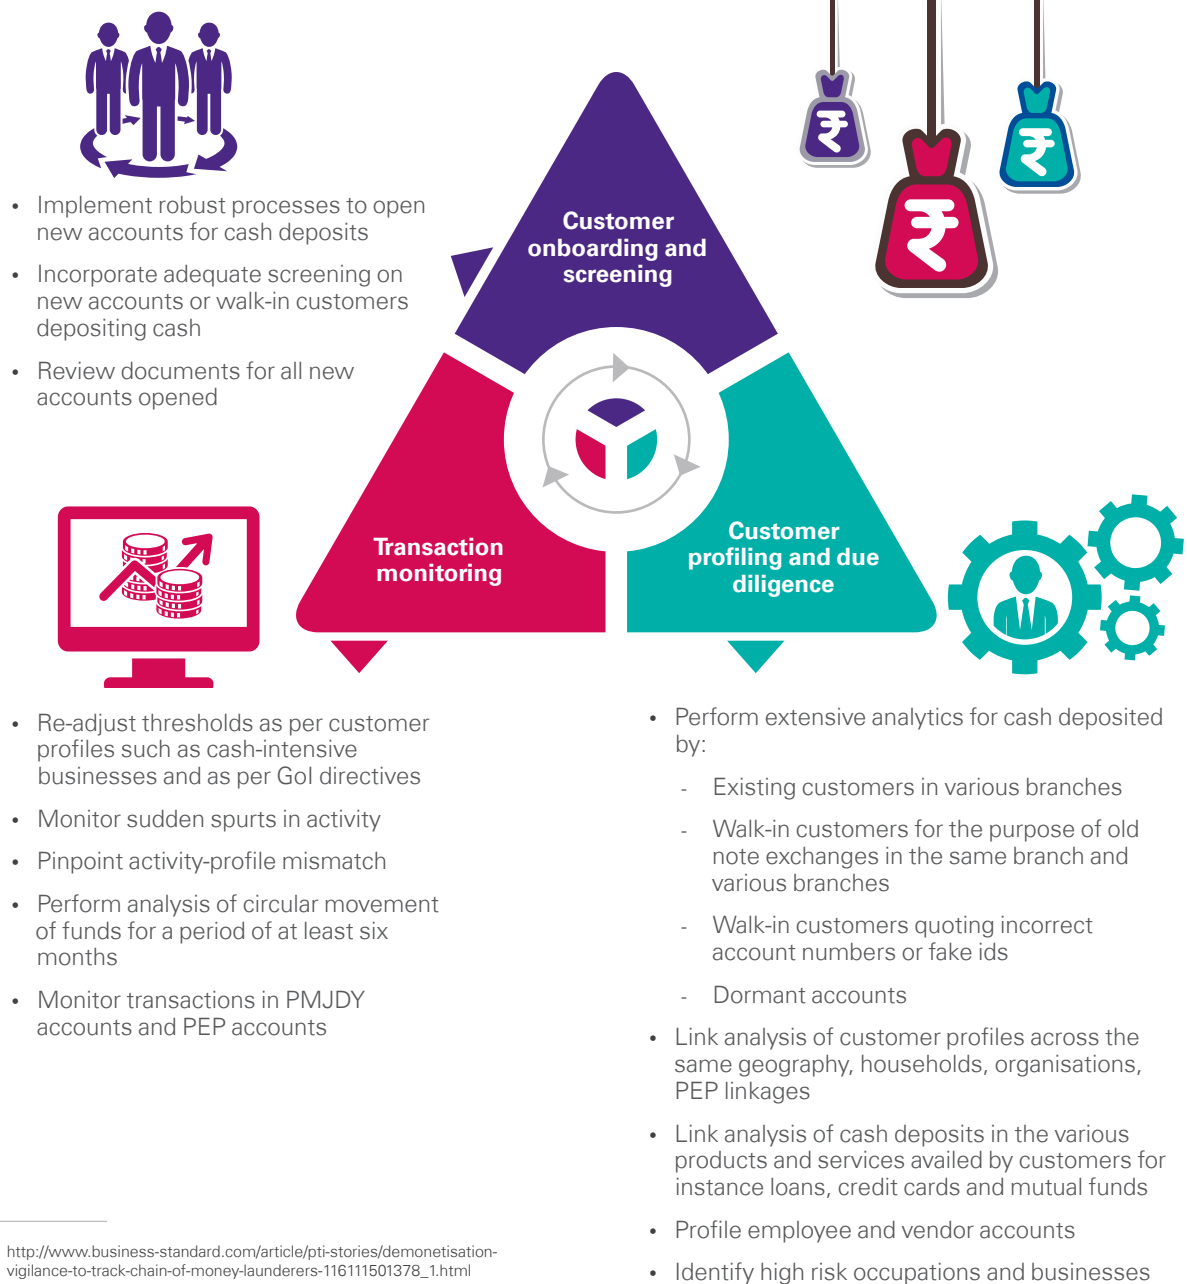 • Implement robust processes to open
new accounts for cash deposits
• Incorporate adequate screening on
new accounts or walk-in customers
depositing cash
• Review documents for all new
accounts opened
Customer
onboarding and
screening
₹
₹
₹
Transaction
monitoring
Customer
profiling and due
diligence
• Re-adjust thresholds as per customer
profiles such as cash-intensive
businesses and as per GoI directives
• Monitor sudden spurts in activity
• Pinpoint activity-profile mismatch
• Perform analysis of circular movement
of funds for a period of at least six
months
• Monitor transactions in PMJDY
accounts and PEP accounts
• Perform extensive analytics for cash deposited
by:
- Existing customers in various branches
- Walk-in customers for the purpose of old
note exchanges in the same branch and
various branches
- Walk-in customers quoting incorrect
account numbers or fake ids
- Dormant accounts
• Link analysis of customer profiles across the
same geography, households, organisations,
PEP linkages
• Link analysis of cash deposits in the various
products and services availed by customers for
instance loans, credit cards and mutual funds
• Profile employee and vendor accounts
• Identify high risk occupations and businesses
http://www.business-standard.com/article/pti-stories/demonetisation-
vigilance-to-track-chain-of-money-launderers-116111501378_1.html